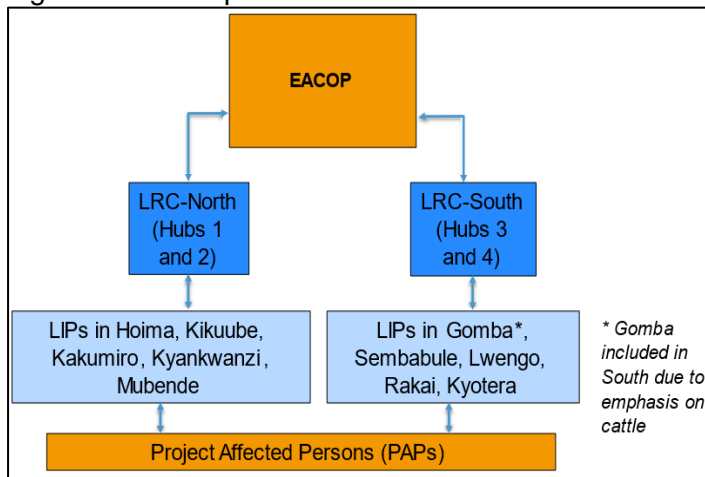 EACOP
LRC-North
(Hubs 1
and 2)
LRC-South
(Hubs 3
and 4)
LIPs in Hoima, Kikuube,
Kakumiro, Kyankwanzi,
Mubende
LIPs in Gomba*,
Sembabule, Lwengo,
Rakai, Kyotera
* Gomba
included in
South due to
emphasis on
cattle
Project Affected Persons (PAPs)